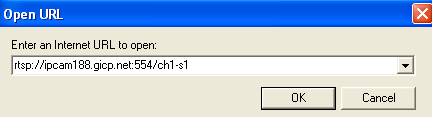 Open URL
Enter an Internet URL to open:
rtsp://ipcam188.gicp.net:554/ch1-s1
OK Cancel